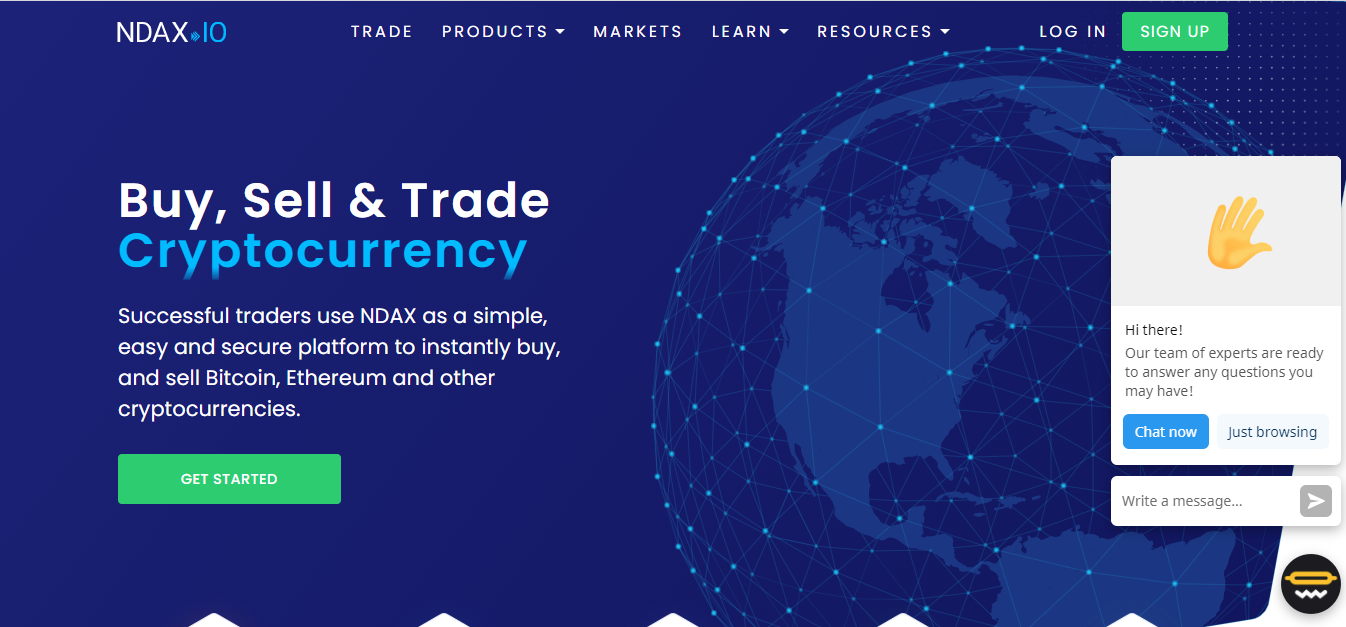 NDAX IO
TRADE
PRODUCTS
MARKETS
LEARN
RESOURCES
LOG IN
SIGN UP
Buy, Sell & Trade
Cryptocurrency
Successful traders use NDAX as a simple,
easy and secure platform to instantly buy,
and sell Bitcoin, Ethereum and other
cryptocurrencies.
GET STARTED
Hi there!
Our team of experts are ready
to answer any questions you
may have!
Chat now
Just browsing
Write a message...